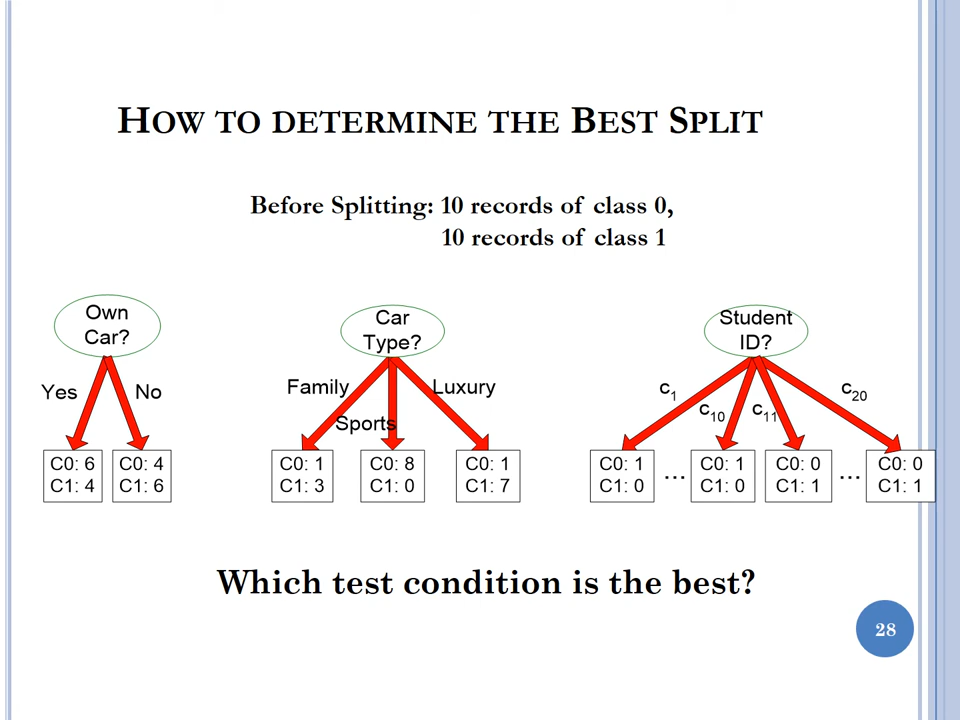 HOW TO DETERMINE THE BEST SPLIT
Before Splitting: 10 records of class 0,
10 records of class 1
Own
Car?
Yes
No
C0: 6
C1: 4
C0: 4
C1: 6
Car
Type?
Family
Sports
Luxury
C0: 1
C1: 3
C0: 8
C1: 0
C0: 1
C1: 7
Student
ID?
c1
c10
c11
c20
C0: 1
C1: 0
...
C0: 1
C1: 0
C0: 0
C1: 1
...
C0: 0
C1: 1
Which test condition is the best?
28